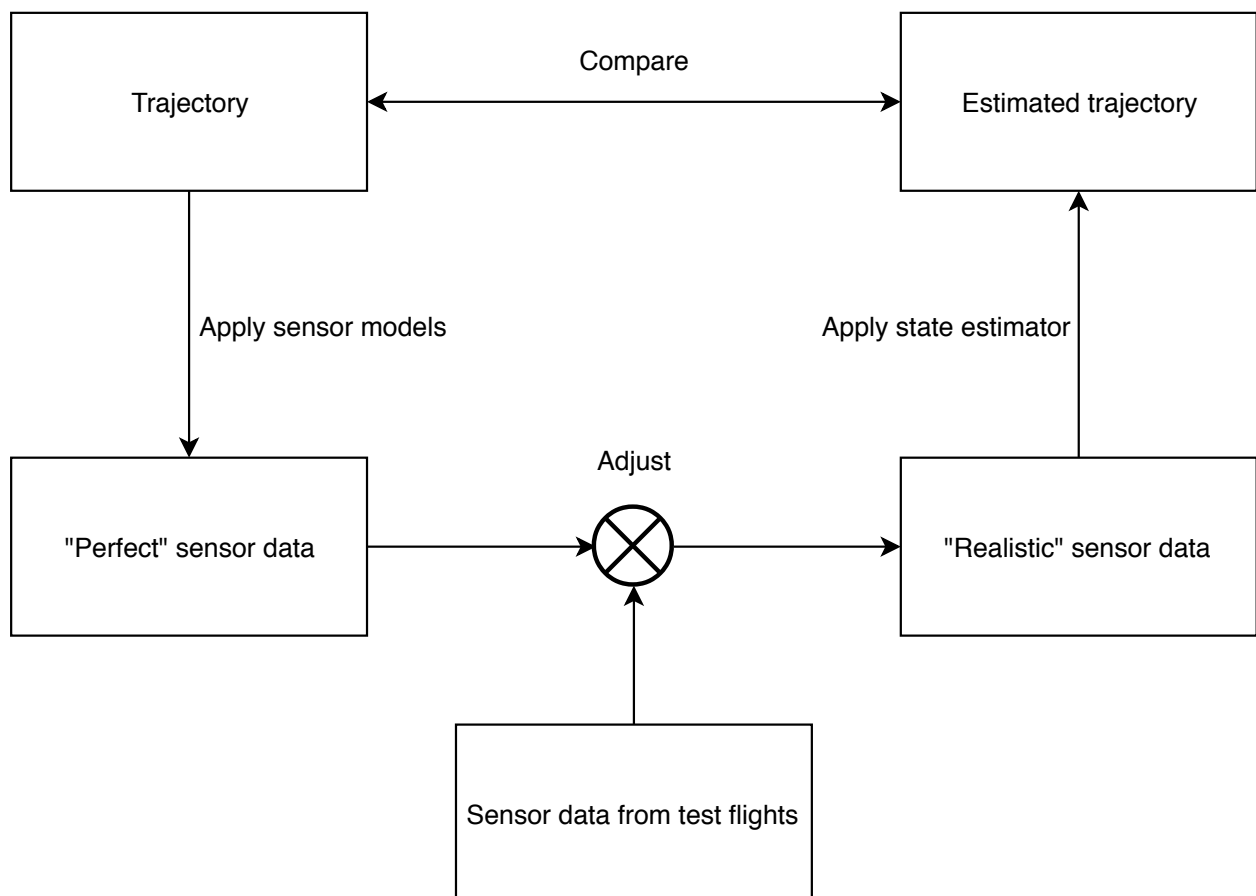 Compare
Trajectory
Estimated trajectory
Apply sensor models
Apply state estimator
Adjust
"Perfect" sensor data
"Realistic" sensor data
Sensor data from test flights